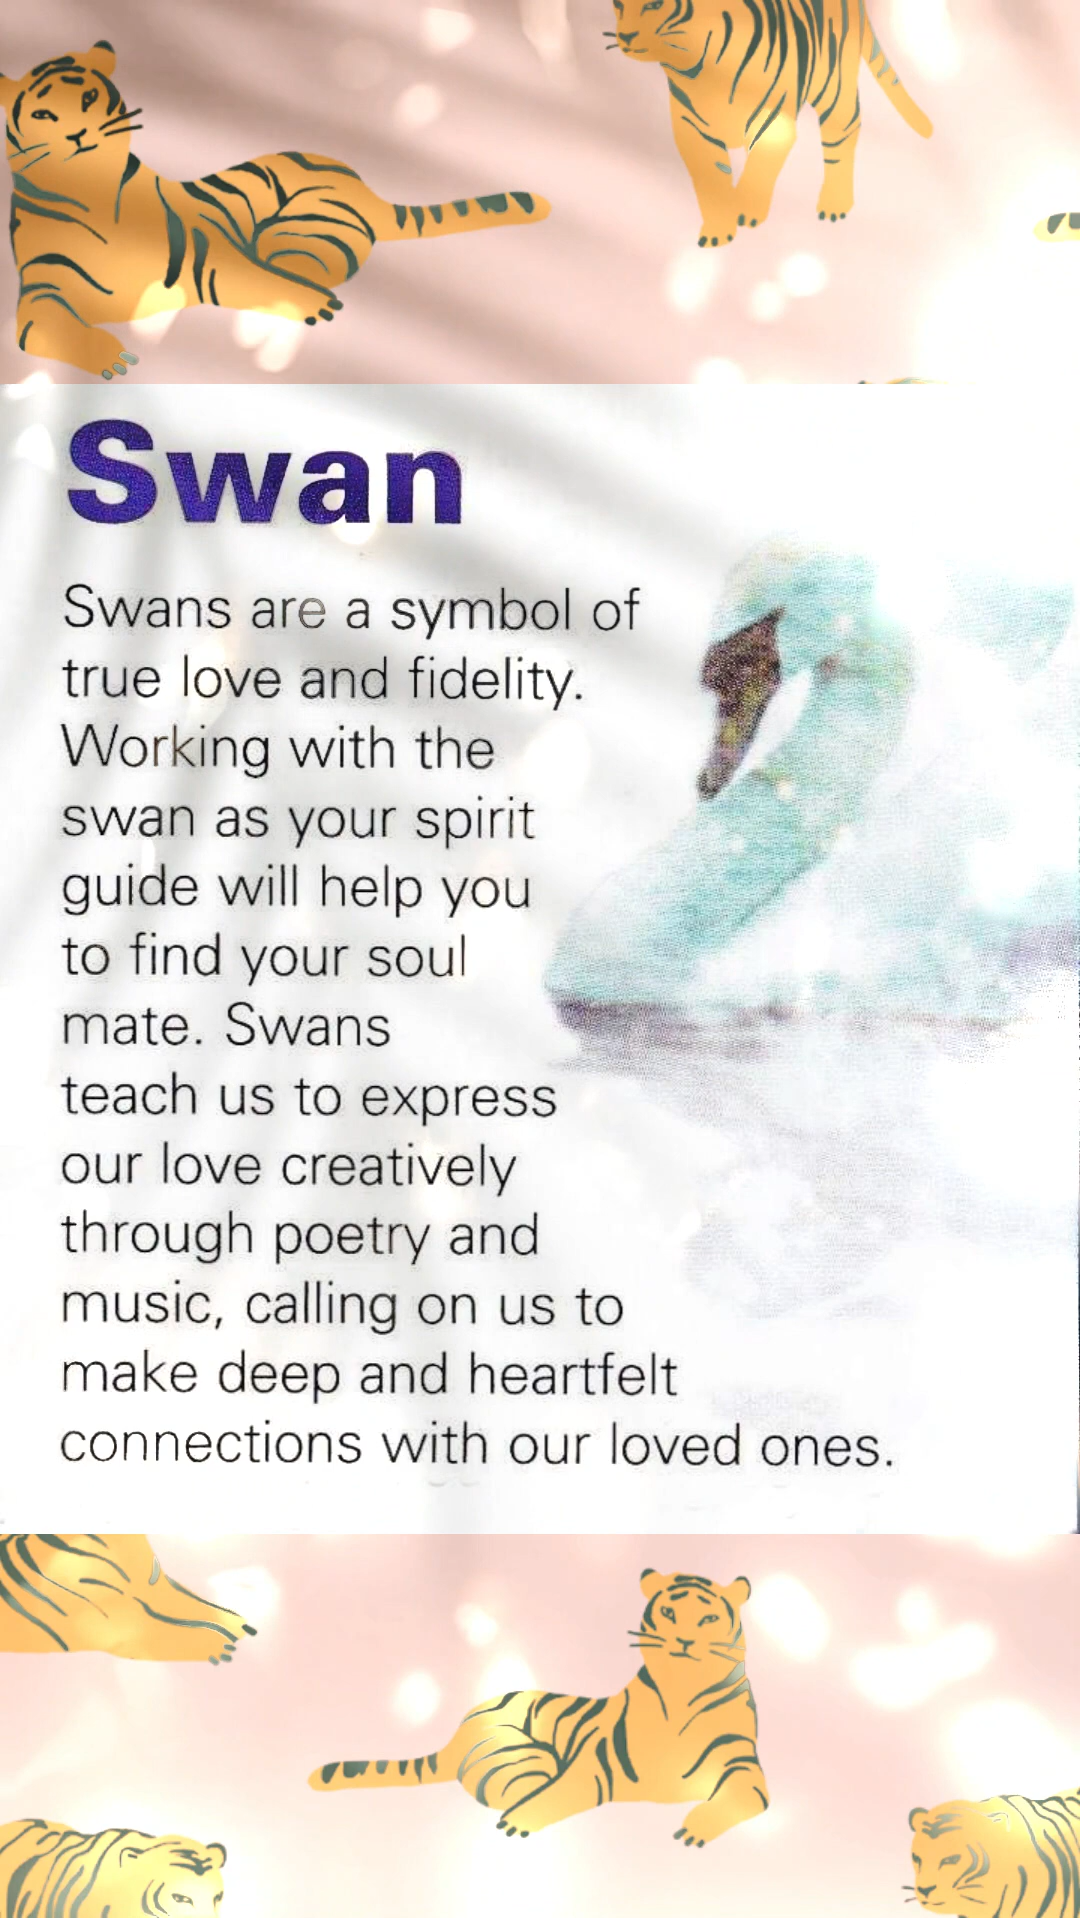 Swan
Swans are a symbol of
true love and fidelity.
Working with the
swan as your spirit
guide will help you
to find your soul
mate. Swans
teach us to express
our love creatively
through poetry and
music, calling on us to
make deep and heartfelt
connections with our loved ones.